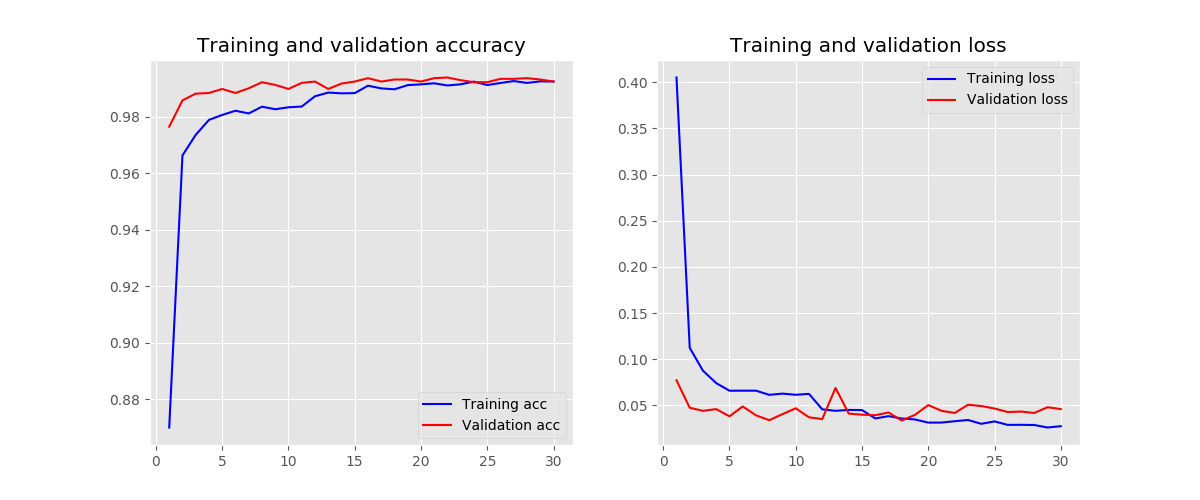 Training and validation accuracy
0.98
0.96
0.94
0.92
0.90
0.88
0 5 10 15 20 25 30
Training acc
Validation acc
Training and validation loss
0.40
0.35
0.30
0.25
0.20
0.15
0.10
0.05
0 5 10 15 20 25 30
Training loss
Validation loss